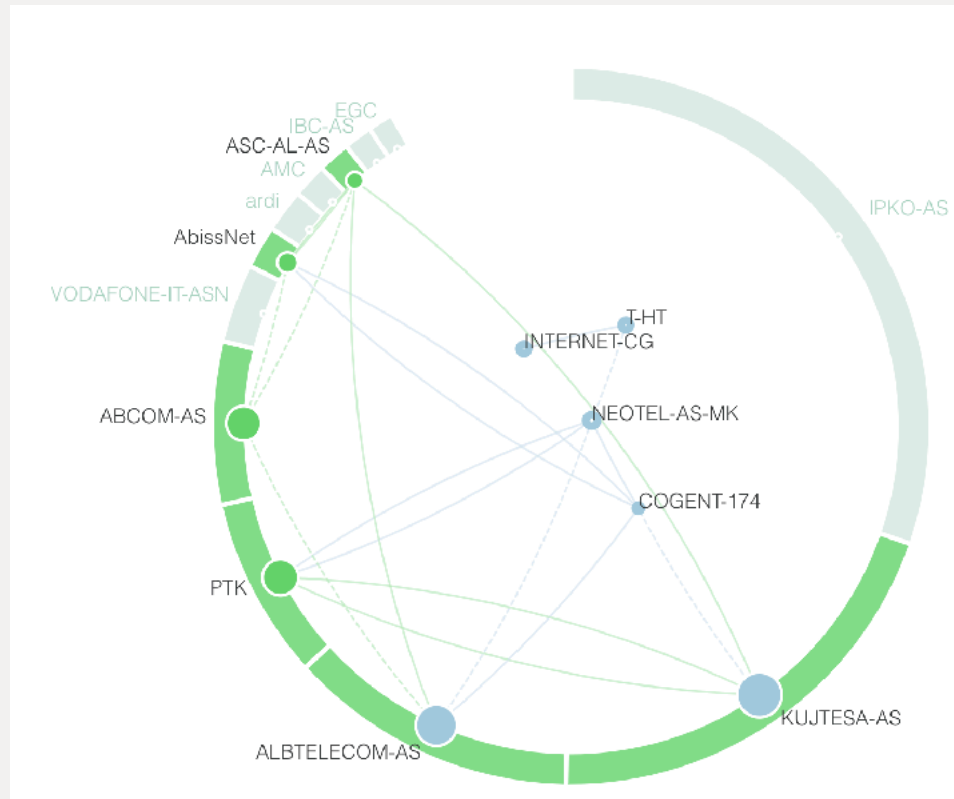 EGC
IBC-AS
ASC-AL-AS
AMC
ardi
IPKO-AS
AbissNet
VODAFONE-IT-ASN
T-HT
INTERNET-CG
ABCOM-AS
NEOTEL-AS-MK
COGENT-174
PTK
KUJTESA-AS
ALBTELECOM-AS